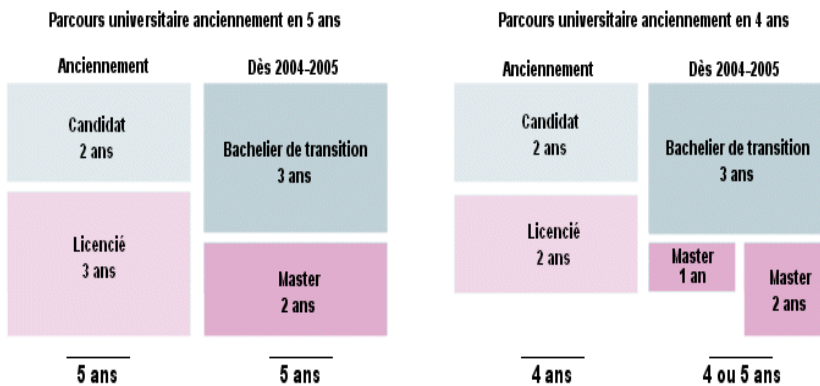 Parcours universitaire anciennement en 5 ans
Anciennement
Dès 2004-2005
Candidat
2 ans
Bachelier de transition
3 ans
Licencié
3 ans
Master
2 ans
5 ans
5 ans
Parcours universitaire anciennement en 4 ans
Anciennement
Dès 2004-2005
Candidat
2 ans
Bachelier de transition
3 ans
Licencié
2 ans
Master
1 an
Master
2 ans
4 ans
4 ou 5 ans